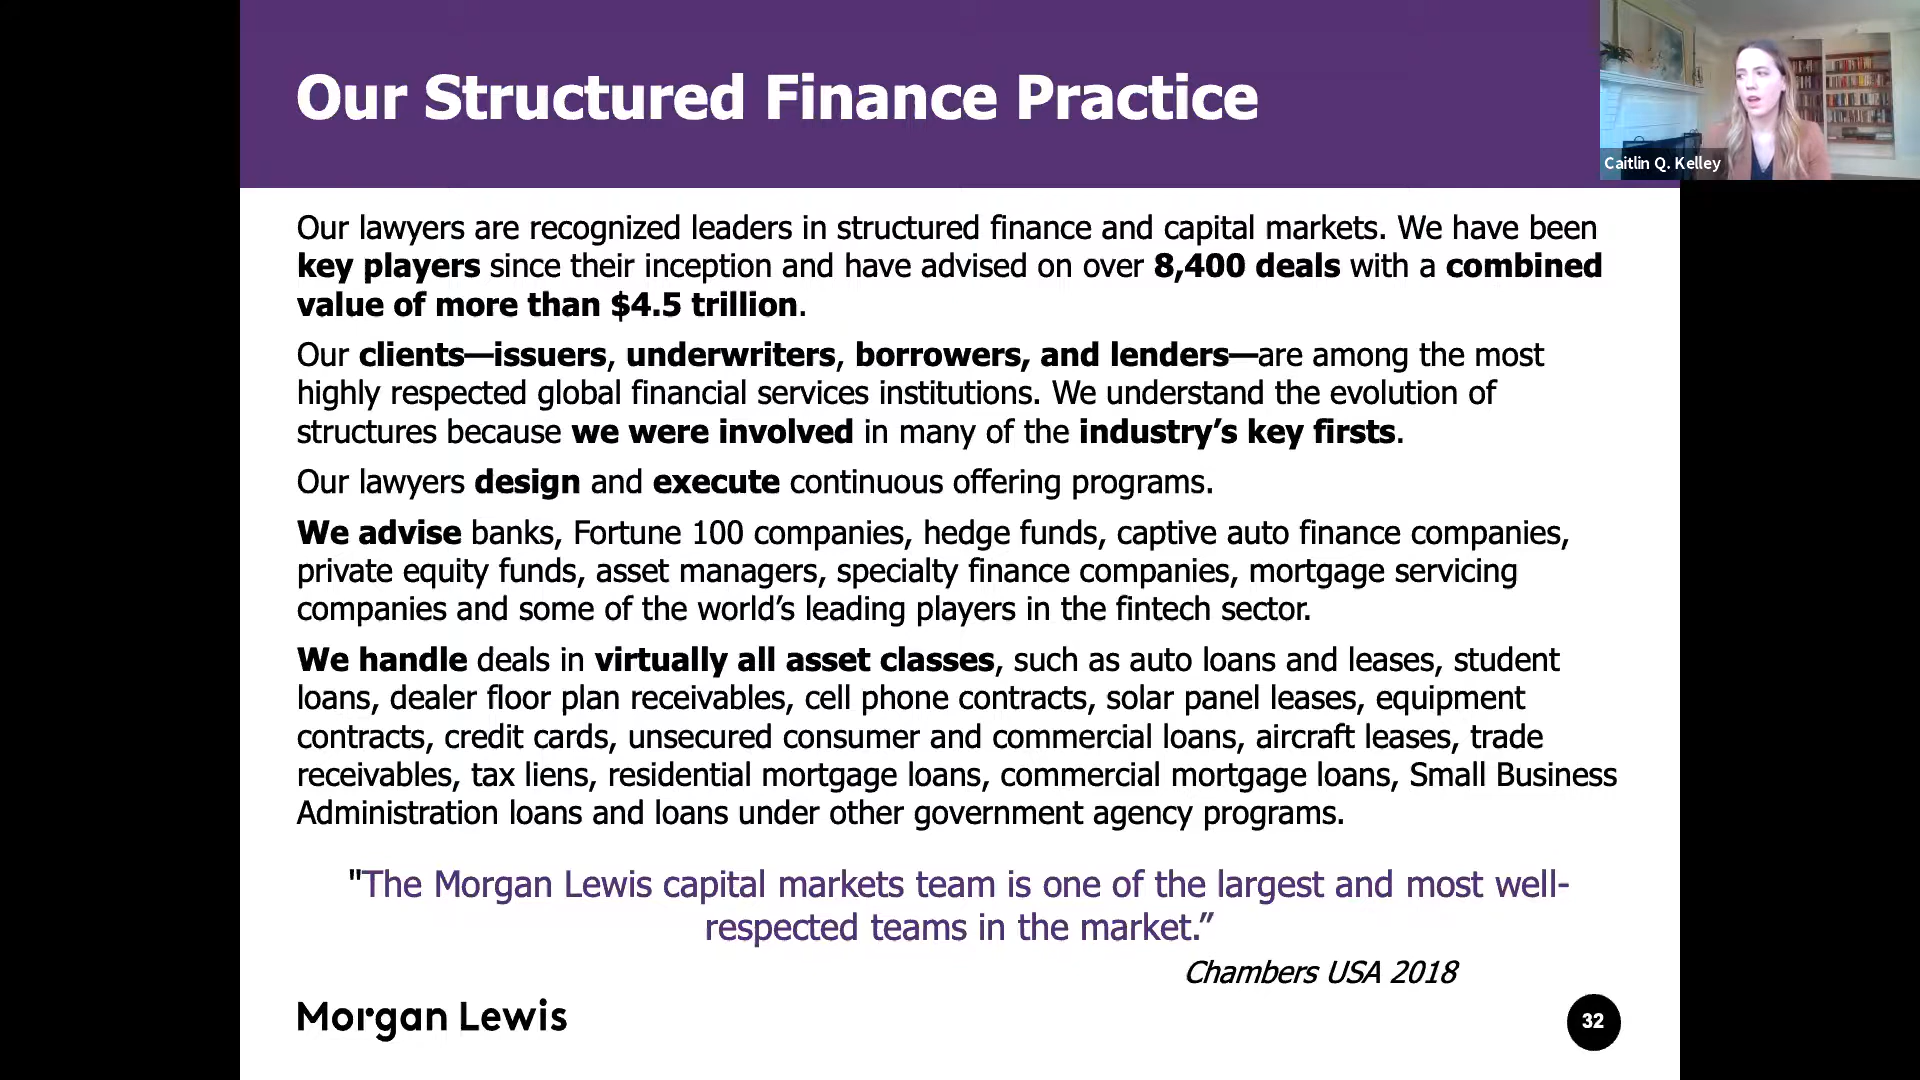 Our Structured Finance Practice
Caitlin Q. Kelley
Our lawyers are recognized leaders in structured finance and capital markets. We have been
key players since their inception and have advised on over 8,400 deals with a combined
value of more than $4.5 trillion.
Our clients—issuers, underwriters, borrowers, and lenders—are among the most
highly respected global financial services institutions. We understand the evolution of
structures because we were involved in many of the industry’s key firsts.
Our lawyers design and execute continuous offering programs.
We advise banks, Fortune 100 companies, hedge funds, captive auto finance companies,
private equity funds, asset managers, specialty finance companies, mortgage servicing
companies and some of the world’s leading players in the fintech sector.
We handle deals in virtually all asset classes, such as auto loans and leases, student
loans, dealer floor plan receivables, cell phone contracts, solar panel leases, equipment
contracts, credit cards, unsecured consumer and commercial loans, aircraft leases, trade
receivables, tax liens, residential mortgage loans, commercial mortgage loans, Small Business
Administration loans and loans under other government agency programs.
"The Morgan Lewis capital markets team is one of the largest and most well-
respected teams in the market.”
Chambers USA 2018
Morgan Lewis
32